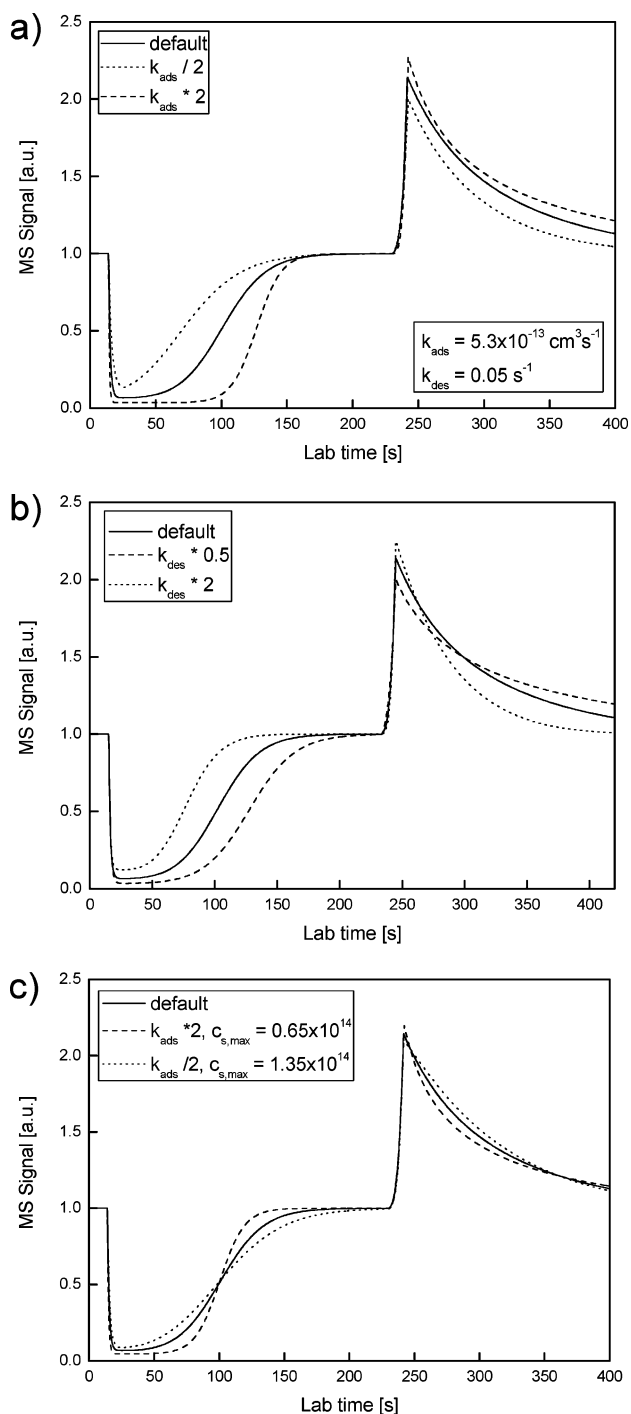 a)
default
k_ads / 2
k_ads * 2
MS Signal [a.u.]
2.5
2.0
1.5
1.0
0.5
0.0
k_ads = 5.3x10^-13 cm^3s^-1
k_des = 0.05 s^-1
0 50 100 150 200 250 300 350 400
Lab time [s]
b)
default
k_des * 0.5
k_des * 2
MS Signal [a.u.]
2.5
2.0
1.5
1.0
0.5
0.0
0 50 100 150 200 250 300 350 400
Lab time [s]
c)
default
k_ads *2, c_s,max = 0.65x10^14
k_ads /2, c_s,max = 1.35x10^14
MS Signal [a.u.]
2.5
2.0
1.5
1.0
0.5
0.0
0 50 100 150 200 250 300 350 400
Lab time [s]